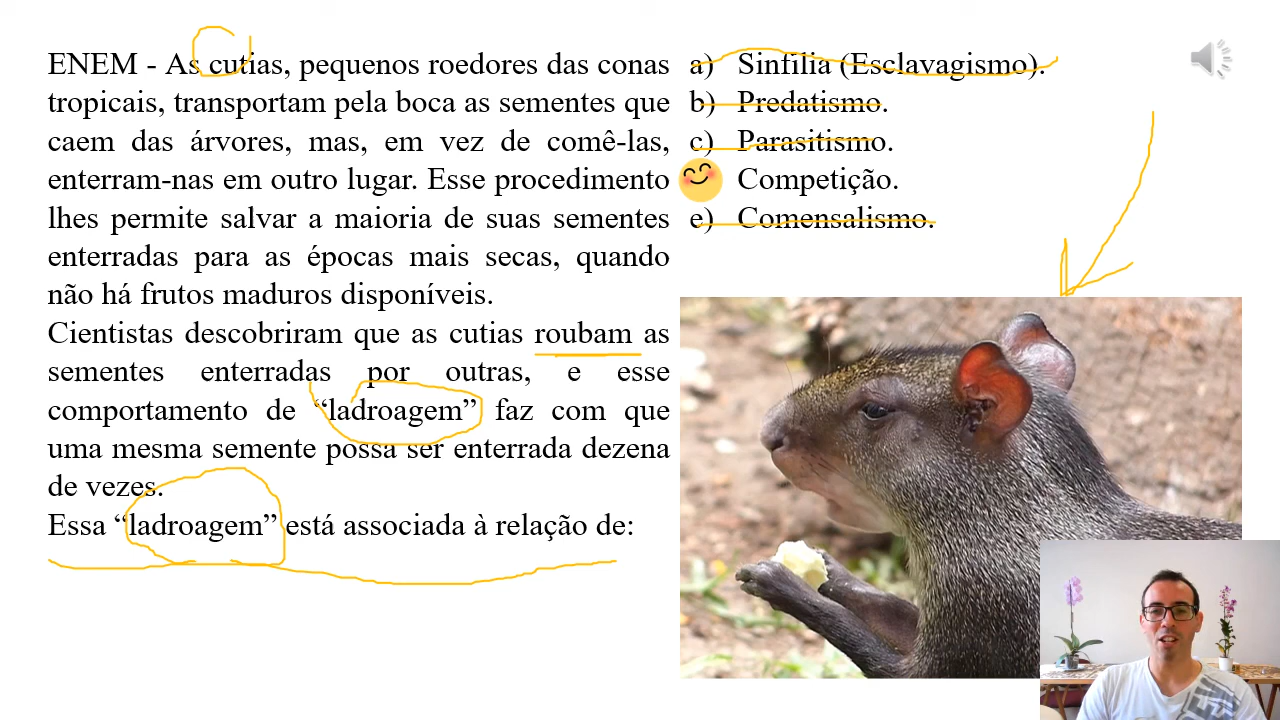 ENEM - As cutias, pequenos roedores das conas
tropicais, transportam pela boca as sementes que
caem das árvores, mas, em vez de comê-las,
enterram-nas em outro lugar. Esse procedimento
lhes permite salvar a maioria de suas sementes
enterradas para as épocas mais secas, quando
não há frutos maduros disponíveis.
Cientistas descobriram que as cutias roubam as
sementes enterradas por outras, e esse
comportamento de “ladroagem” faz com que
uma mesma semente possa ser enterrada dezena
de vezes.
Essa “ladroagem” está associada à relação de:
a) Sinfilia (Esclavagismo).
b) Predatismo.
c) Parasitismo.
Competição.
e) Comensalismo.